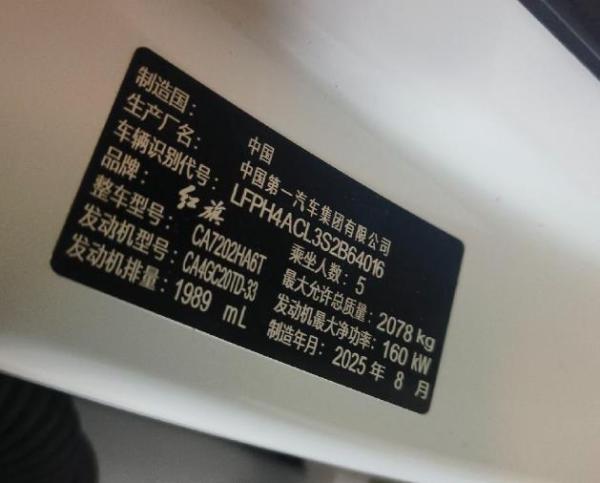 制造国: 中国
生产厂名: 中国第一汽车集团有限公司
车辆识别代号: LFPH4ACL3S2B64016
品牌: 红旗 乘坐人数: 5
整车型号: CA7202HA6T 最大允许总质量: 2078 kg
发动机型号: CA4GC20TD-33 发动机最大净功率: 160 kW
发动机排量: 1989 mL 制造年月: 2025 年 8 月